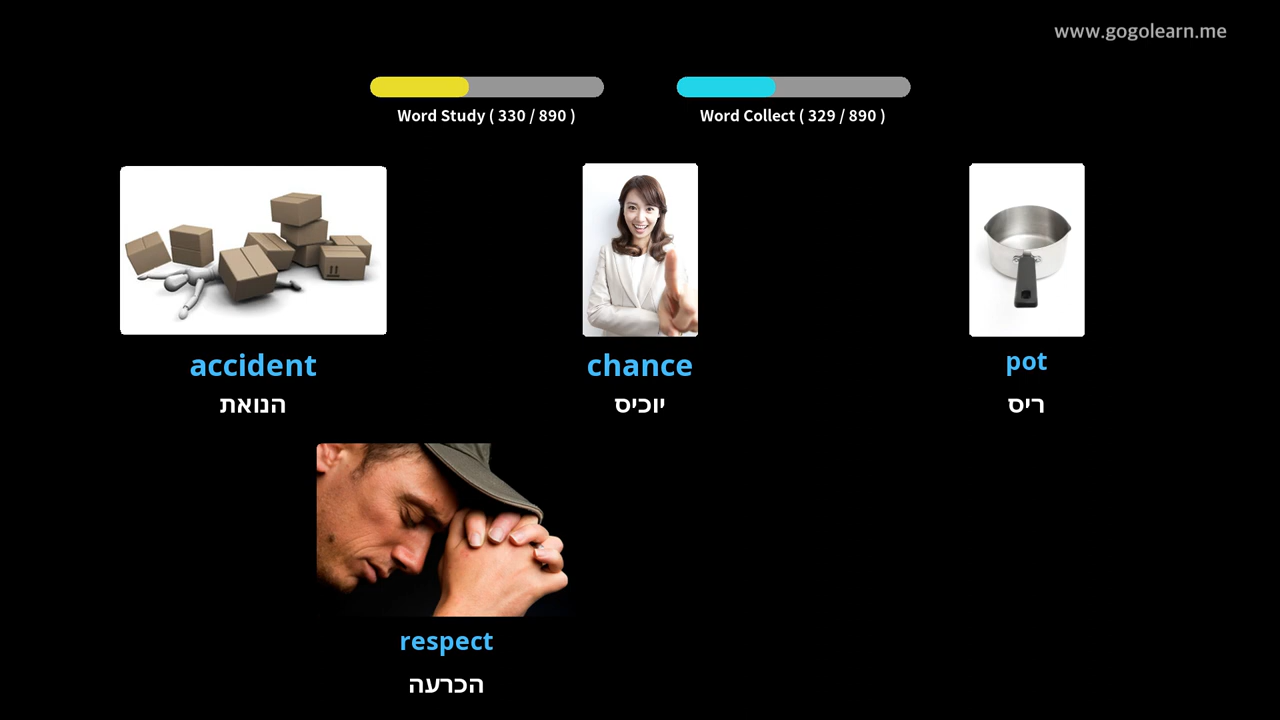 www.gogolearn.me
Word Study ( 330 / 890 )
Word Collect ( 329 / 890 )
accident
הנואת
chance
יוכיס
pot
ריס
respect
הכרעה